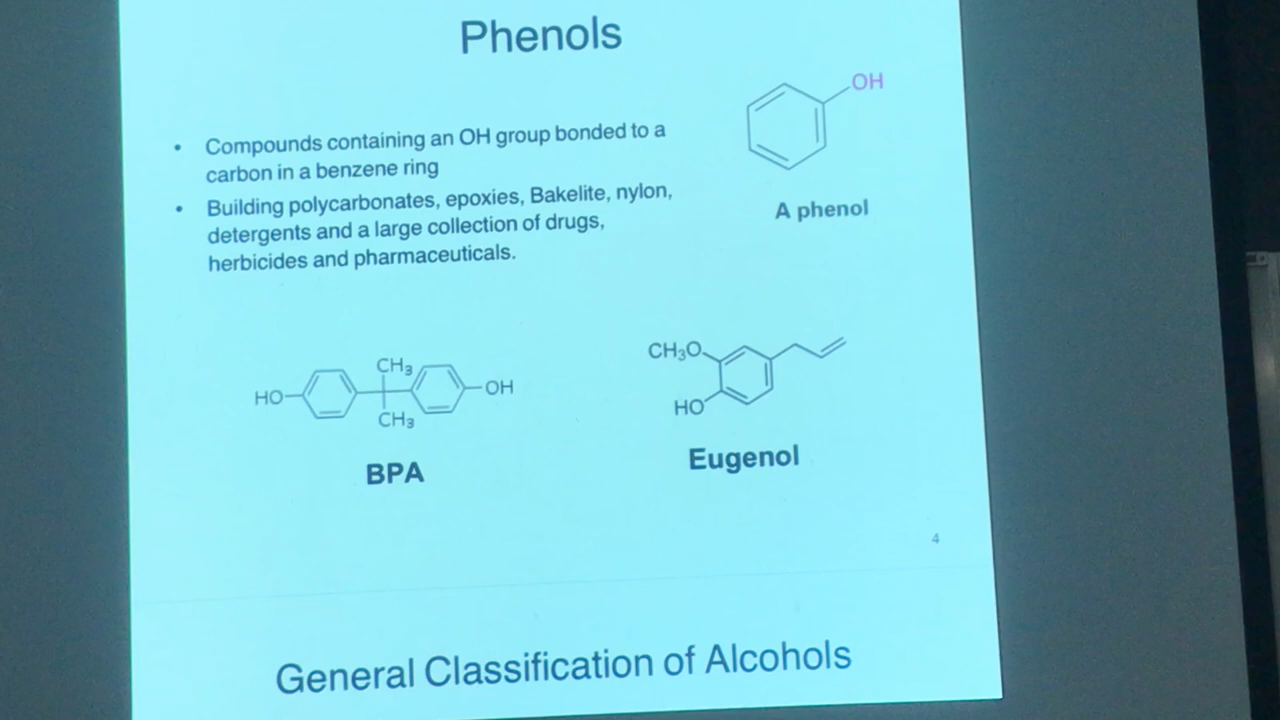 Phenols
• Compounds containing an OH group bonded to a
carbon in a benzene ring
• Building polycarbonates, epoxies, Bakelite, nylon,
detergents and a large collection of drugs,
herbicides and pharmaceuticals.
OH
A phenol
CH₃
HO
OH
CH₃
BPA
CH₃O
HO
Eugenol
4
General Classification of Alcohols